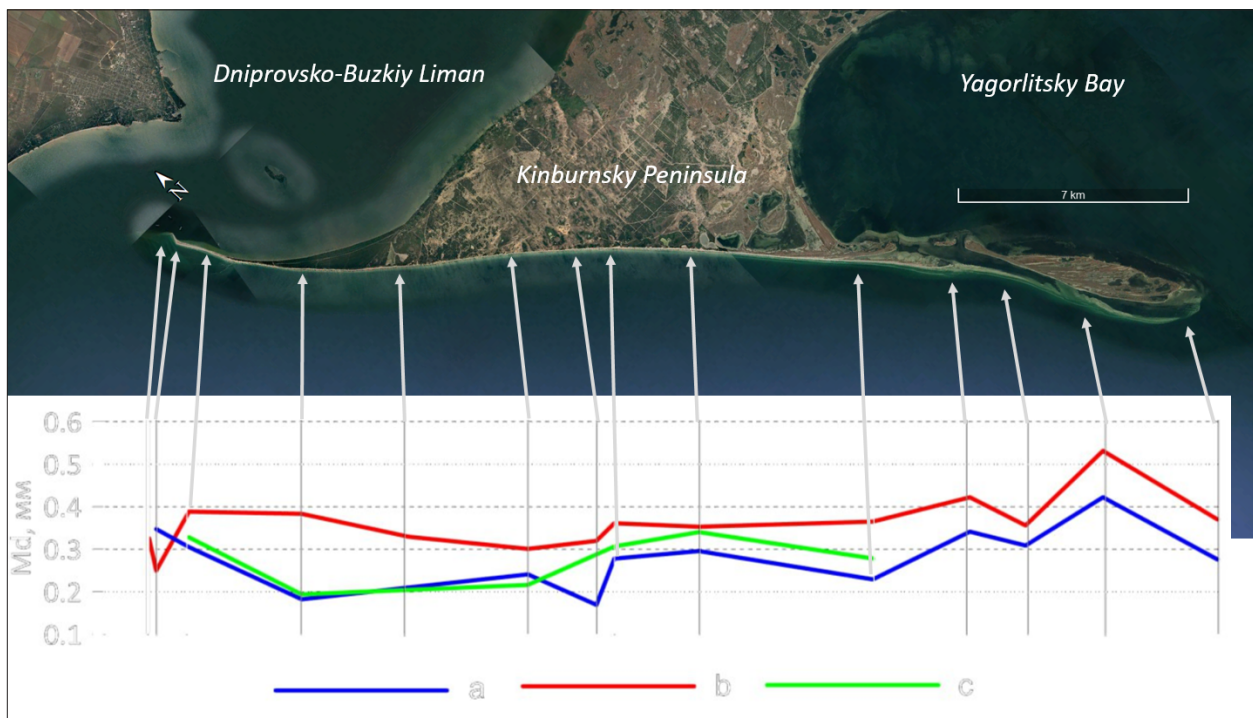 Dniprovsko-Buzkiy Liman
Yagorlitsky Bay
Kinburnsky Peninsula
N
7 km
0.6
0.5
0.4
0.3
0.2
0.1
Md, мм
a
b
c